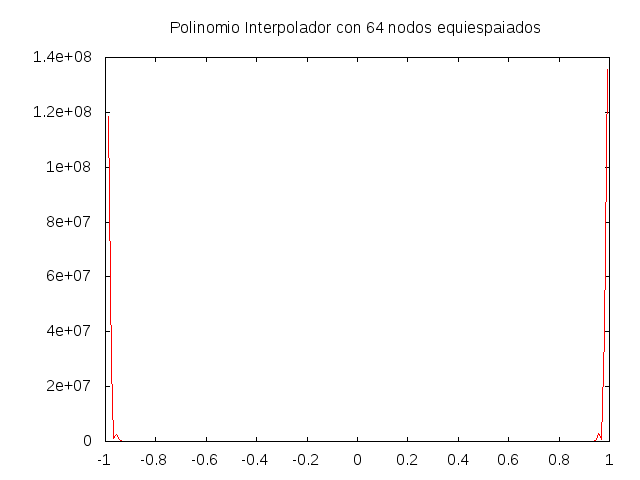 Polinomio Interpolador con 64 nodos equiespaiados
1.4e+08
1.2e+08
1e+08
8e+07
6e+07
4e+07
2e+07
0
-1 -0.8 -0.6 -0.4 -0.2 0 0.2 0.4 0.6 0.8 1